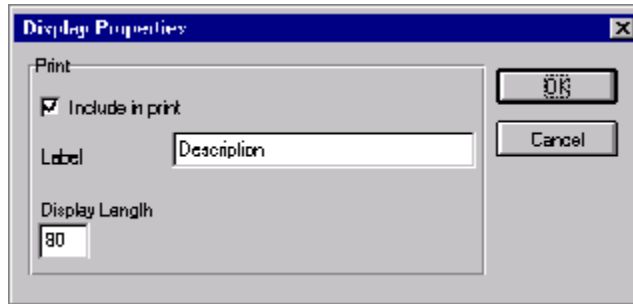 Display Properties
Print
Include in print
OK
Label
Description
Cancel
Display Length
80